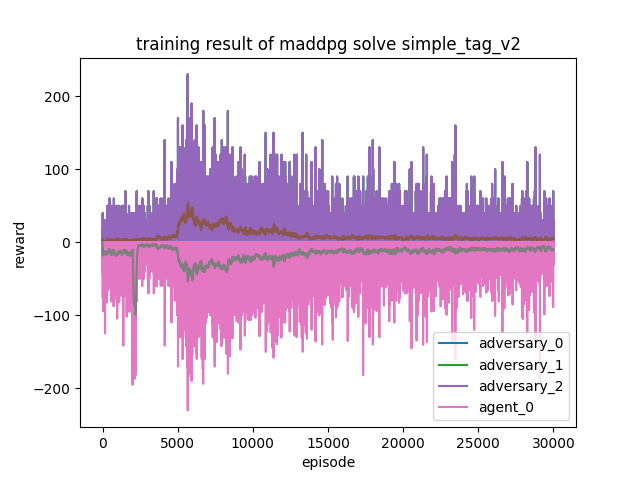 training result of maddpg solve simple_tag_v2
200
100
0
−100
−200
reward
adversary_0
adversary_1
adversary_2
agent_0
0
5000
10000
15000
20000
25000
30000
episode